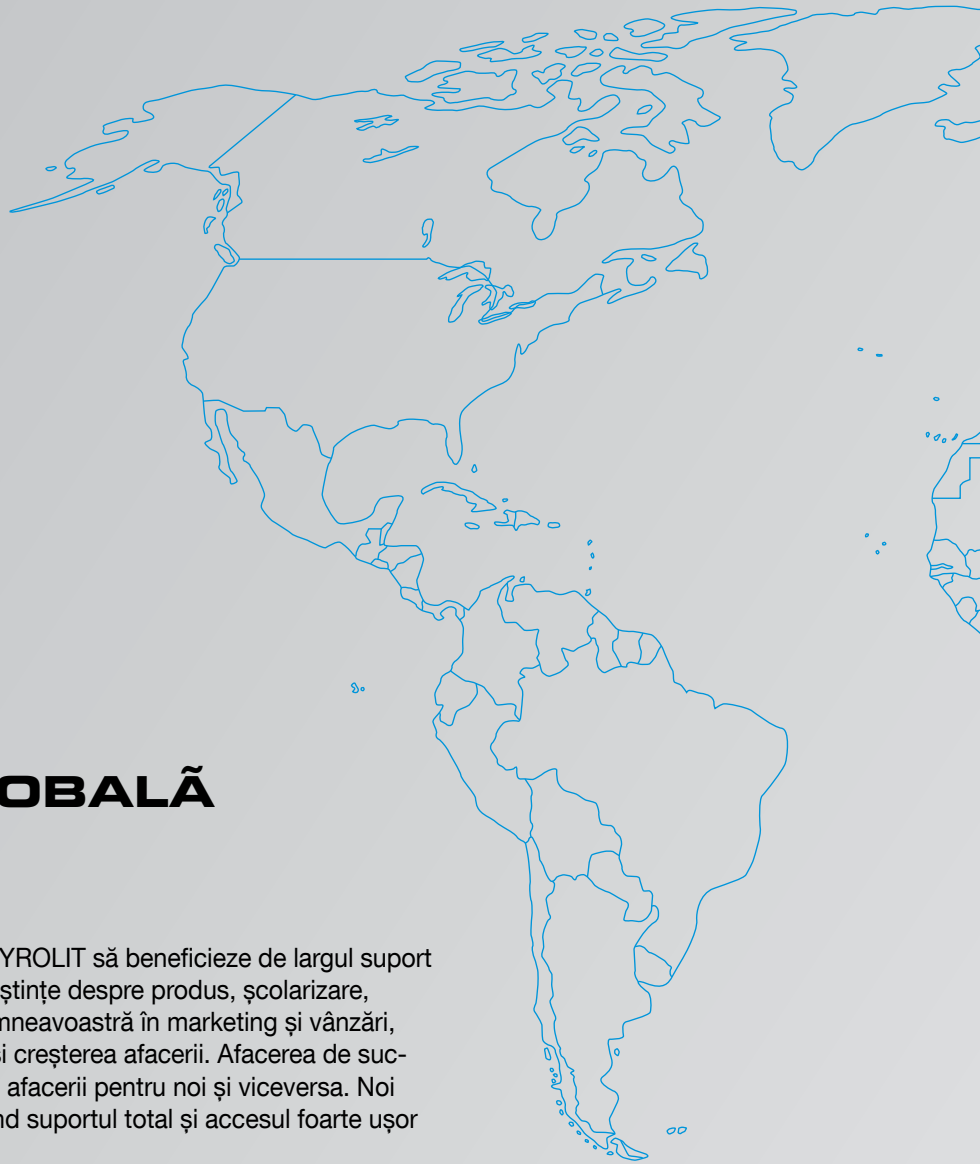 OBALÃ
YROLIT să beneficieze de largul suport
ștințe despre produs, școlarizare,
mneavoastră în marketing și vânzări,
și creșterea afacerii. Afacerea de suc-
afacerii pentru noi și viceversa. Noi
nd suportul total și accesul foarte ușor